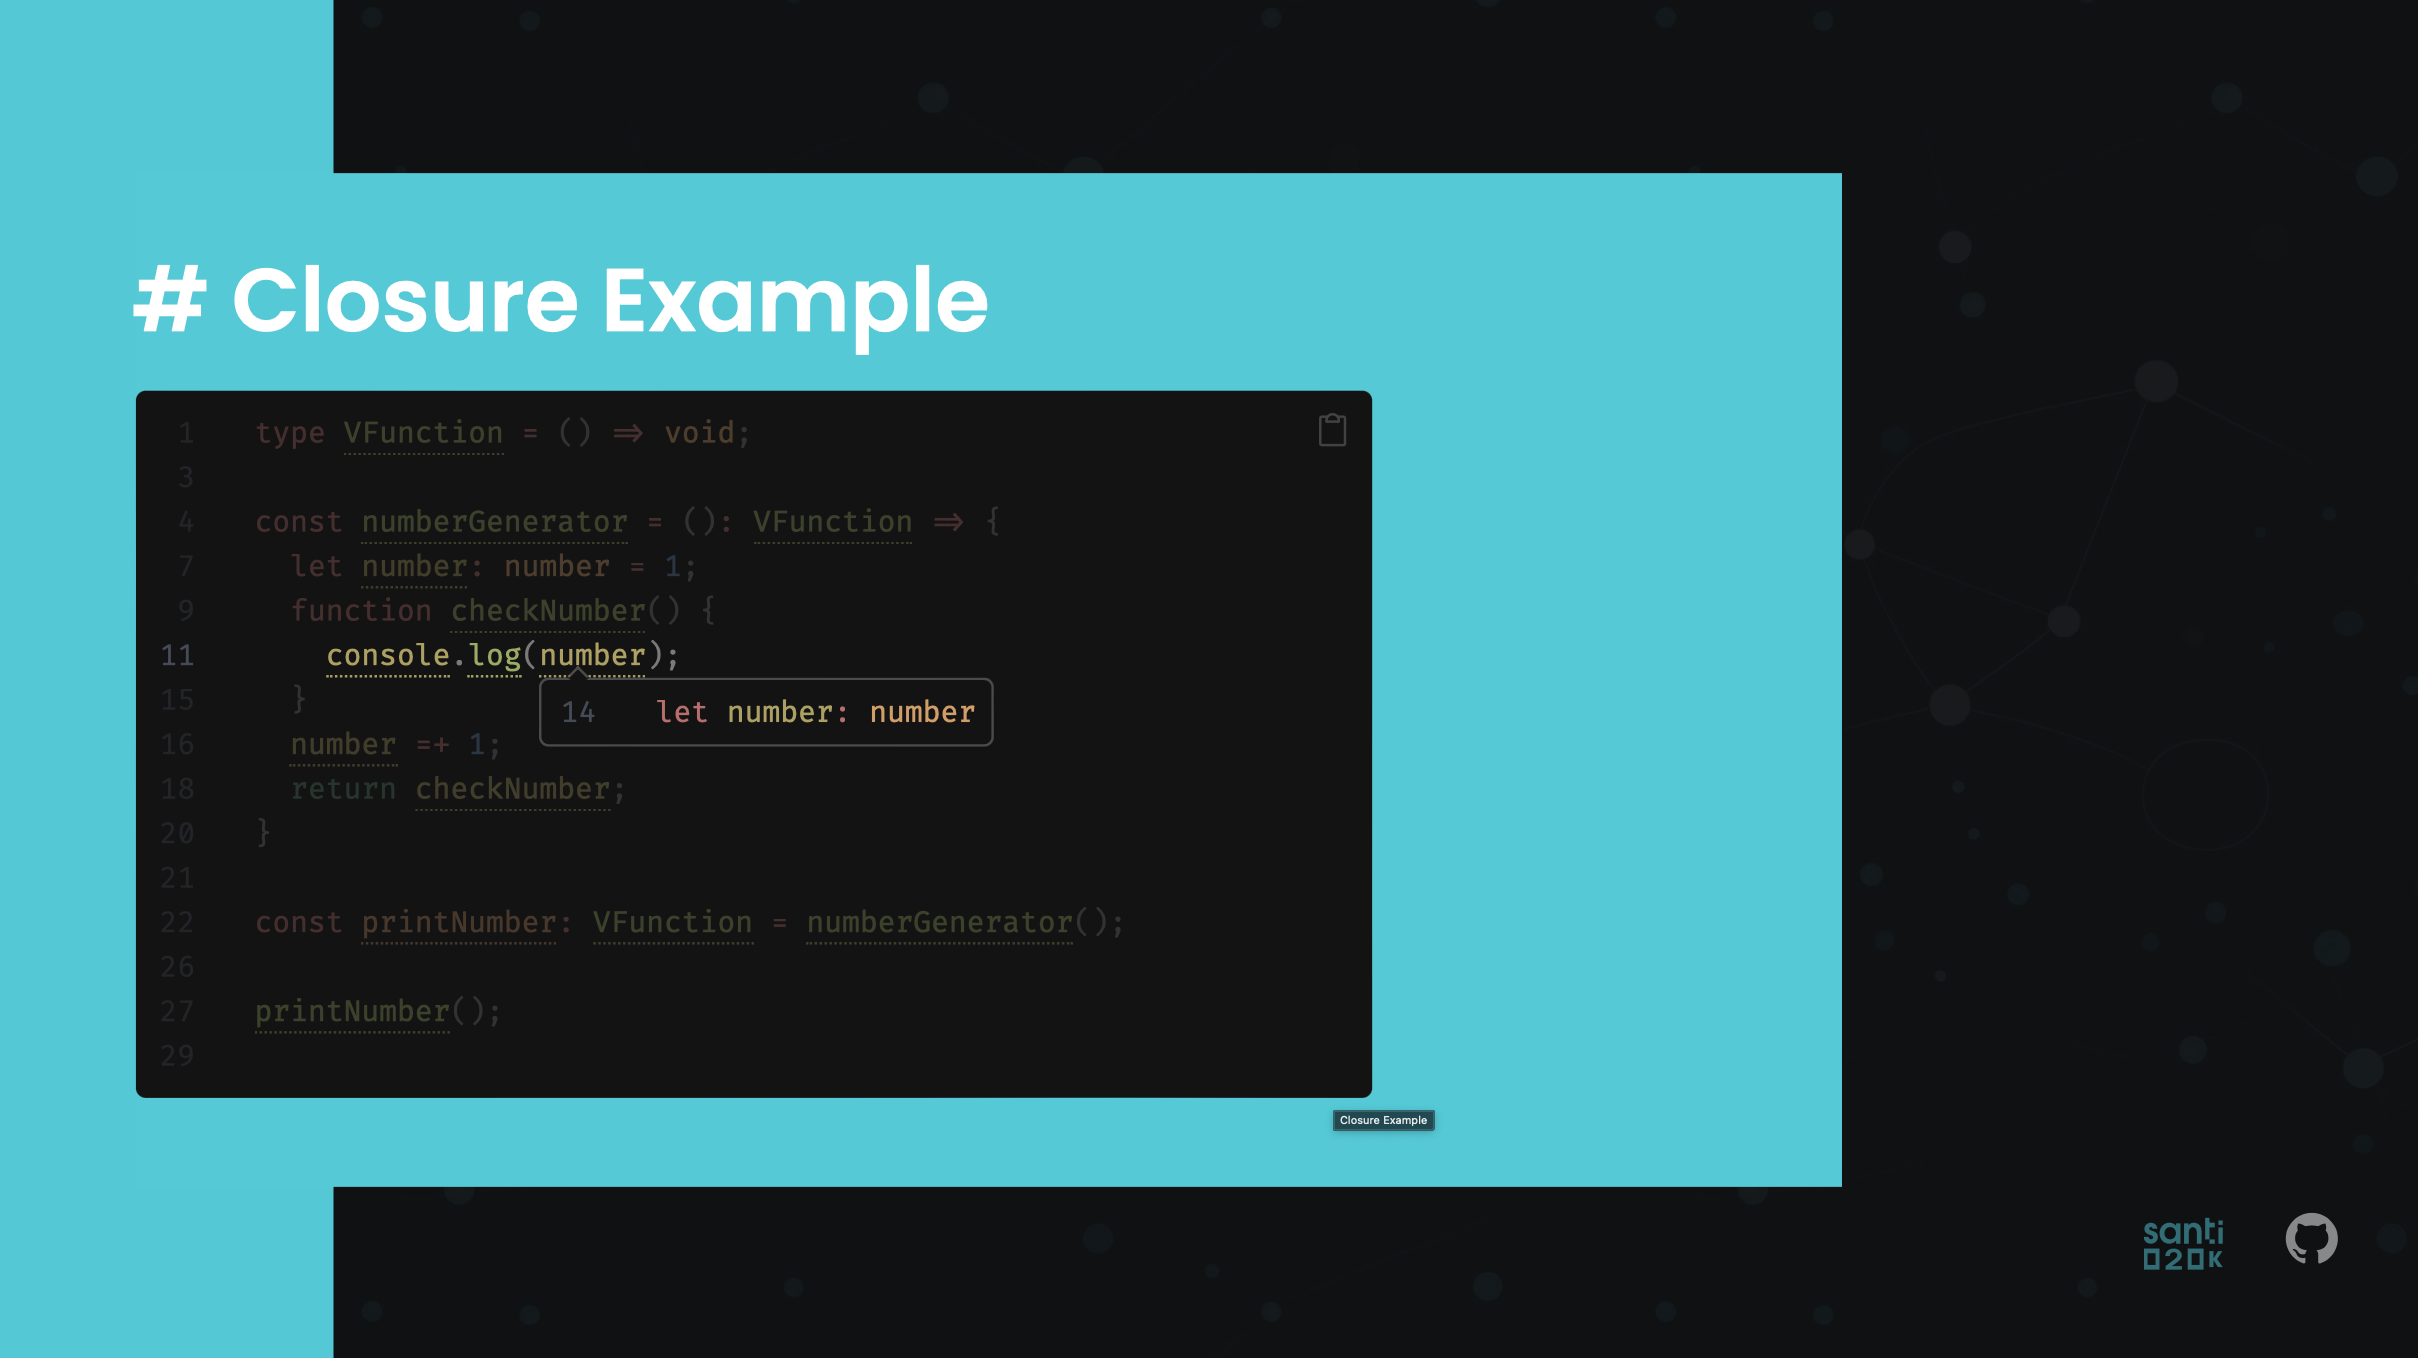 # Closure Example
1 type VFunction = () => void;
3
4 const numberGenerator = (): VFunction => {
7 let number: number = 1;
9 function checkNumber() {
11 console.log(number);
14 let number: number
15 }
16 number =+ 1;
18 return checkNumber;
20 }
21
22 const printNumber: VFunction = numberGenerator();
26
27 printNumber();
29
Closure Example
santi
020K